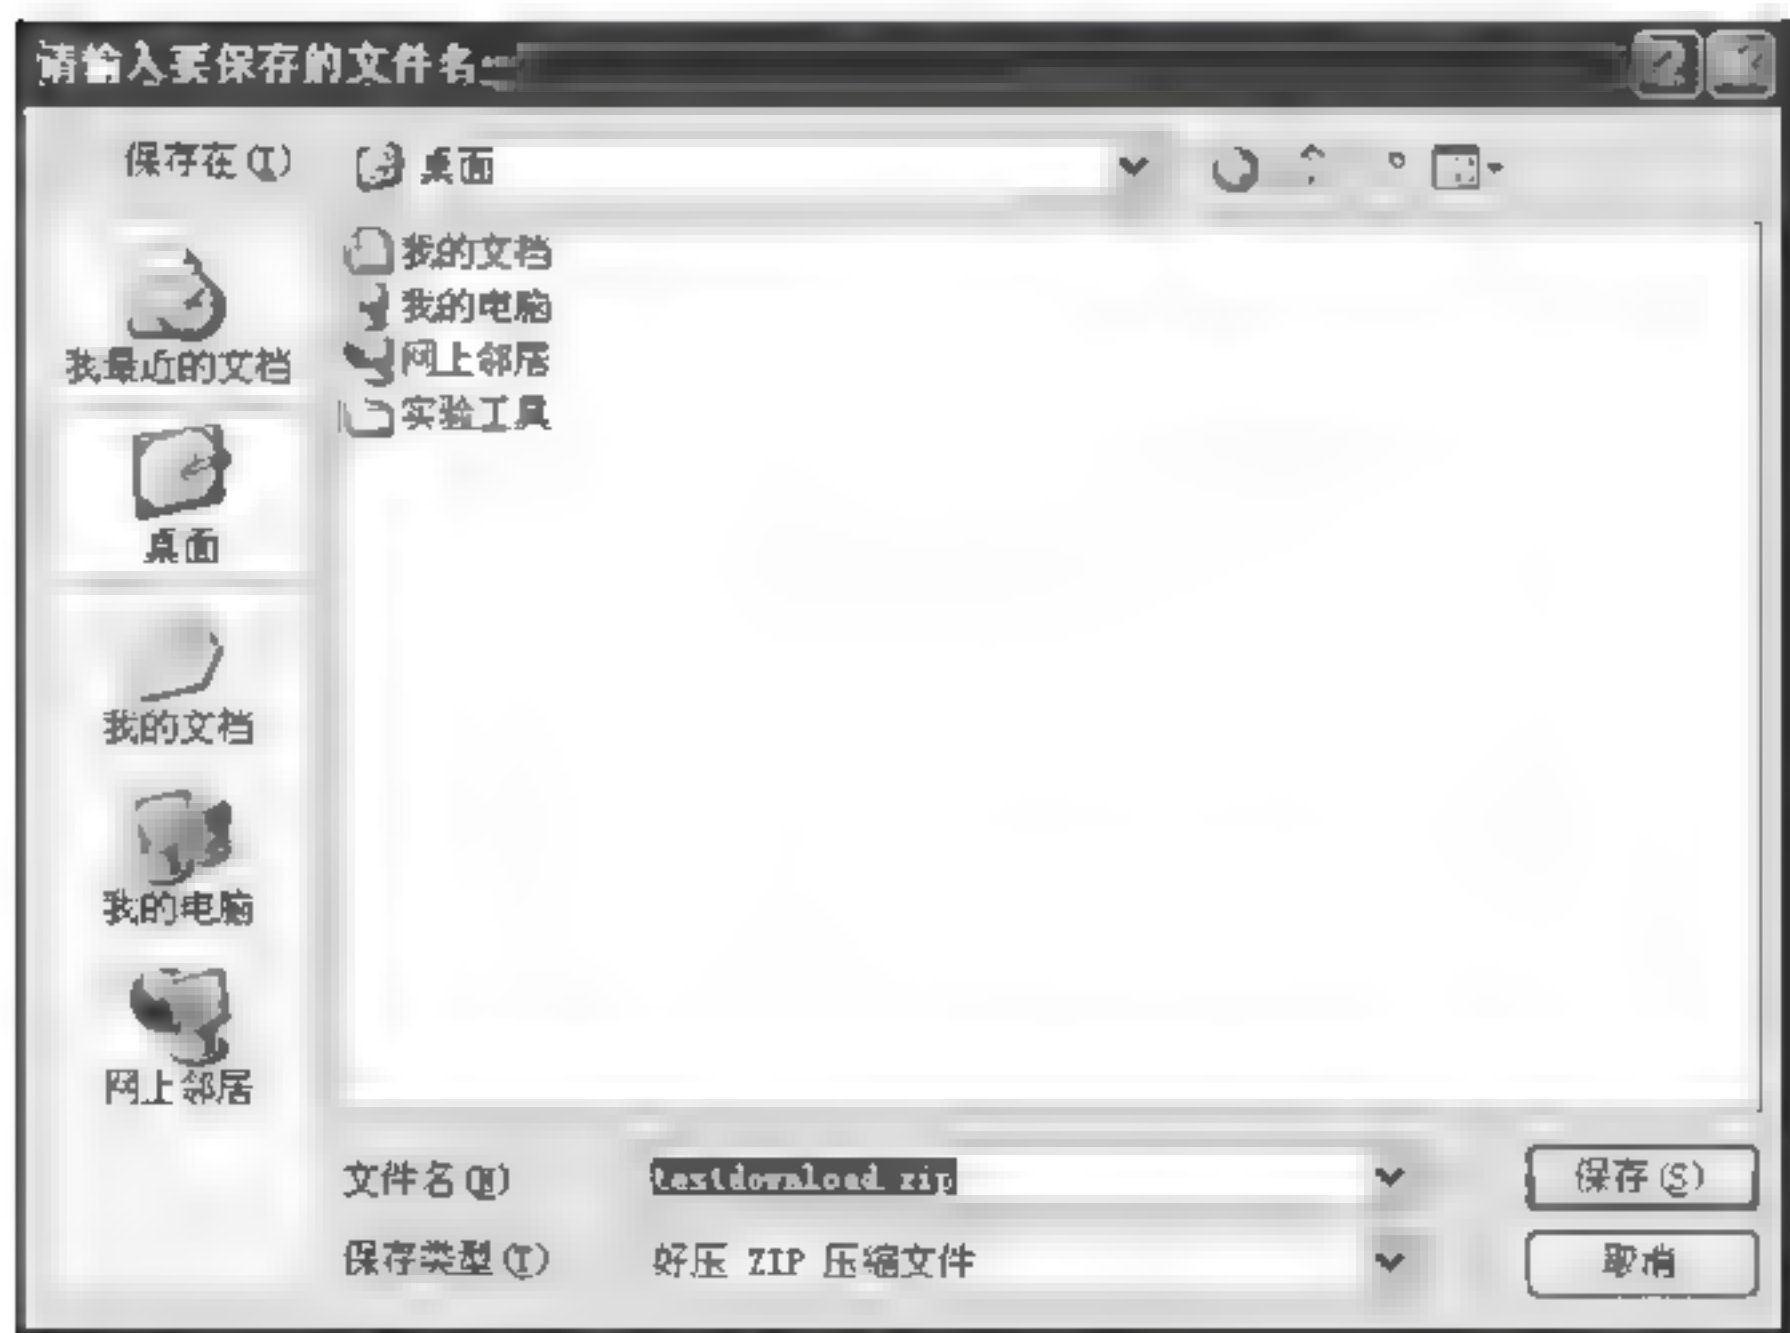 请输入要保存的文件名...
保存在(I)
桌面
我的文档
我的电脑
网上邻居
实验工具
我最近的文档
桌面
我的文档
我的电脑
网上邻居
文件名(N)
testdownload.zip
保存(S)
保存类型(T)
好压 ZIP 压缩文件
取消